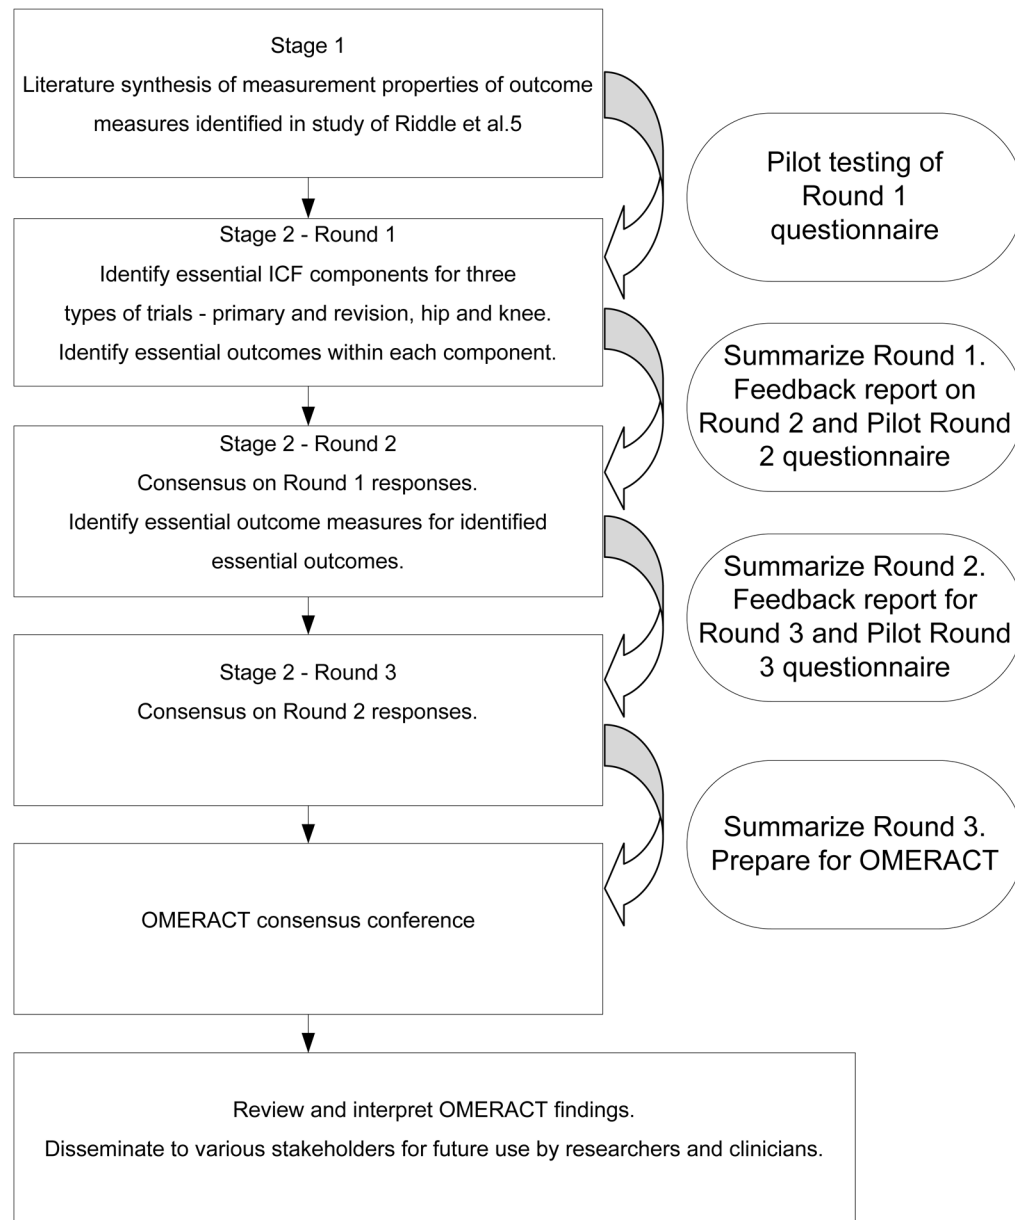 Stage 1
Literature synthesis of measurement properties of outcome
measures identified in study of Riddle et al.5
Pilot testing of
Round 1
questionnaire
Stage 2 - Round 1
Identify essential ICF components for three
types of trials - primary and revision, hip and knee.
Identify essential outcomes within each component.
Summarize Round 1.
Feedback report on
Round 2 and Pilot Round
2 questionnaire
Stage 2 - Round 2
Consensus on Round 1 responses.
Identify essential outcome measures for identified
essential outcomes.
Summarize Round 2.
Feedback report for
Round 3 and Pilot Round
3 questionnaire
Stage 2 - Round 3
Consensus on Round 2 responses.
Summarize Round 3.
Prepare for OMERACT
OMERACT consensus conference
Review and interpret OMERACT findings.
Disseminate to various stakeholders for future use by researchers and clinicians.